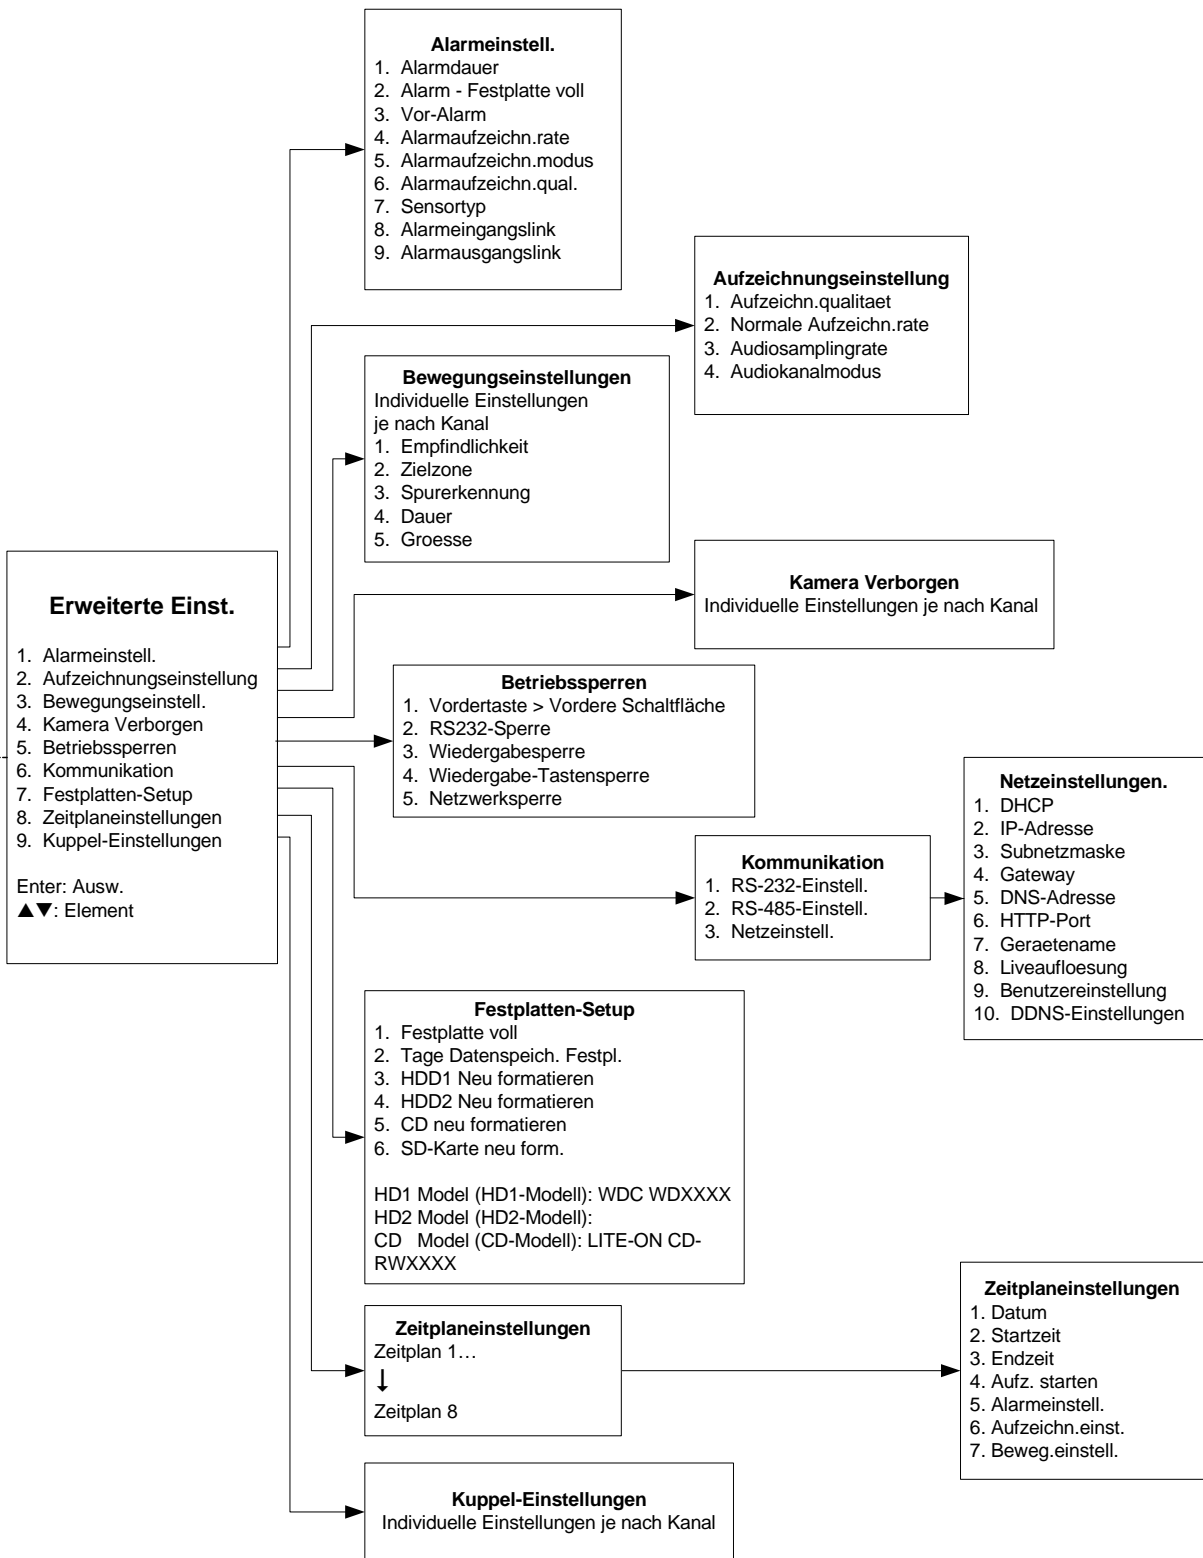 Alarmeinstell.
1. Alarmdauer
2. Alarm - Festplatte voll
3. Vor-Alarm
4. Alarmaufzeichn.rate
5. Alarmaufzeichn.modus
6. Alarmaufzeichn.qual.
7. Sensortyp
8. Alarmeingangslink
9. Alarmausgangslink
Aufzeichnungseinstellung
1. Aufzeichn.qualitaet
2. Normale Aufzeichn.rate
3. Audiosamplingrate
4. Audiokanalmodus
Bewegungseinstellungen
Individuelle Einstellungen
je nach Kanal
1. Empfindlichkeit
2. Zielzone
3. Spurerkennung
4. Dauer
5. Groesse
Erweiterte Einst.
1. Alarmeinstell.
2. Aufzeichnungseinstellung
3. Bewegungseinstell.
4. Kamera Verborgen
5. Betriebssperren
6. Kommunikation
7. Festplatten-Setup
8. Zeitplaneinstellungen
9. Kuppel-Einstellungen
Enter: Ausw.
▲▼: Element
Kamera Verborgen
Individuelle Einstellungen je nach Kanal
Betriebssperren
1. Vordertaste > Vordere Schaltfläche
2. RS232-Sperre
3. Wiedergabesperre
4. Wiedergabe-Tastensperre
5. Netzwerksperre
Kommunikation
1. RS-232-Einstell.
2. RS-485-Einstell.
3. Netzeinstell.
Netzeinstellungen.
1. DHCP
2. IP-Adresse
3. Subnetzmaske
4. Gateway
5. DNS-Adresse
6. HTTP-Port
7. Geraetename
8. Liveaufloesung
9. Benutzereinstellung
10. DDNS-Einstellungen
Festplatten-Setup
1. Festplatte voll
2. Tage Datenspeich. Festpl.
3. HDD1 Neu formatieren
4. HDD2 Neu formatieren
5. CD neu formatieren
6. SD-Karte neu form.
HD1 Model (HD1-Modell): WDC WDXXXX
HD2 Model (HD2-Modell):
CD Model (CD-Modell): LITE-ON CD-
RWXXXX
Zeitplaneinstellungen
Zeitplan 1…
↓
Zeitplan 8
Zeitplaneinstellungen
1. Datum
2. Startzeit
3. Endzeit
4. Aufz. starten
5. Alarmeinstell.
6. Aufzeichn.einst.
7. Beweg.einstell.
Kuppel-Einstellungen
Individuelle Einstellungen je nach Kanal